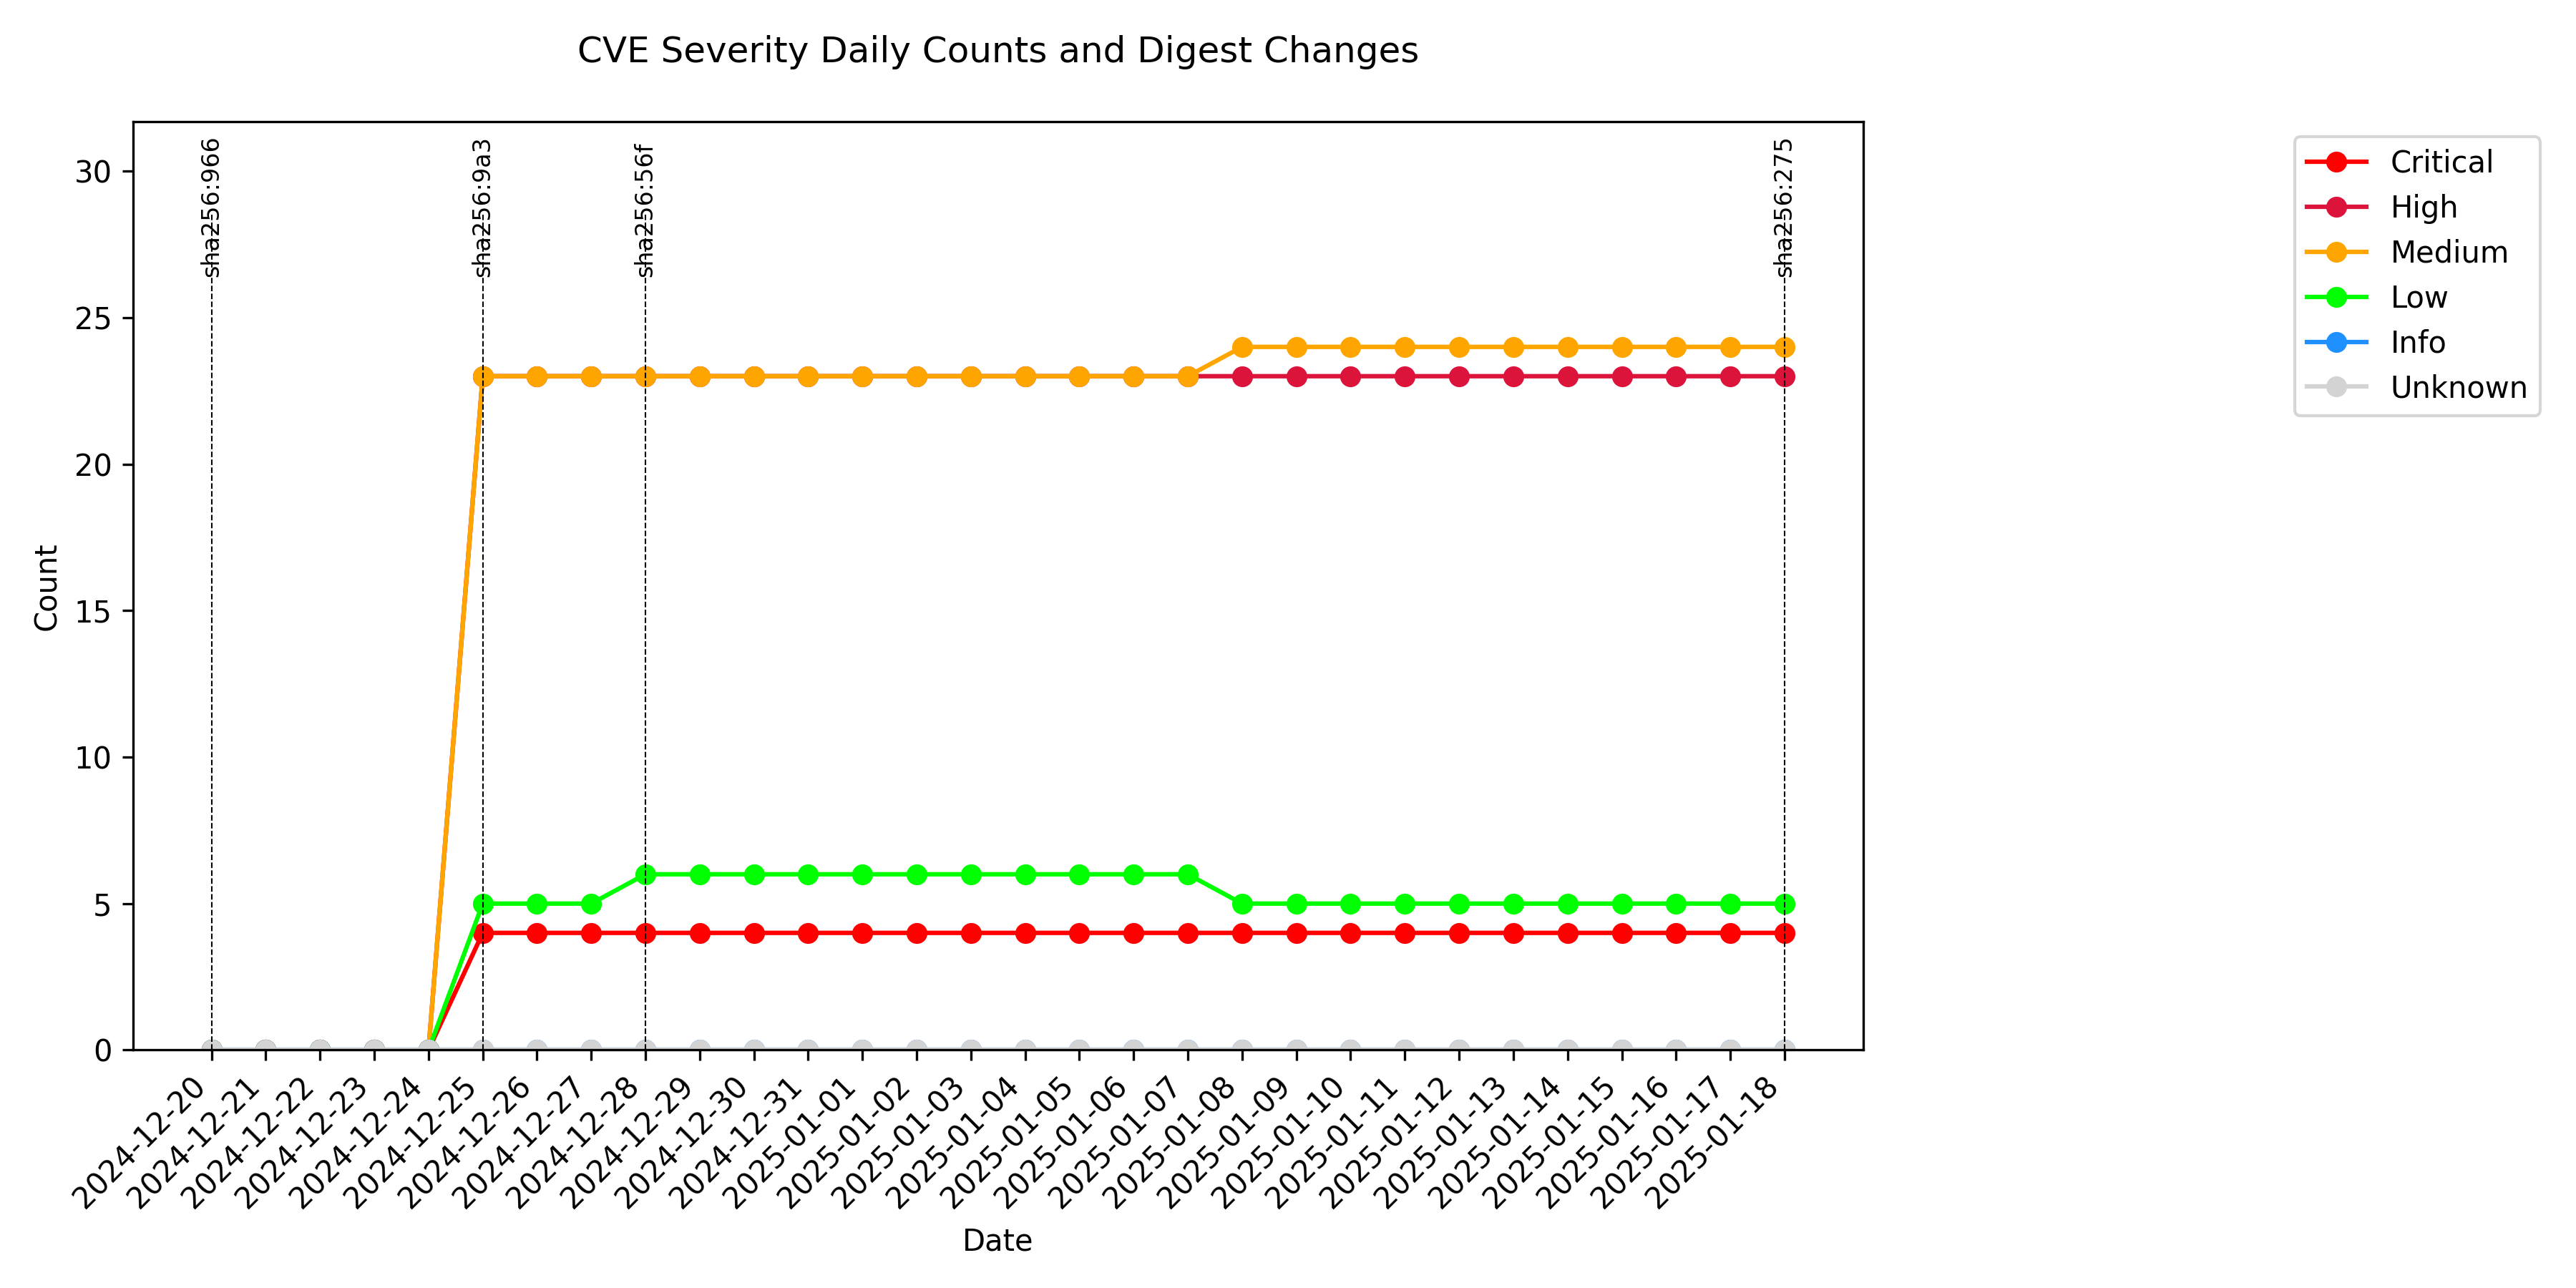 CVE Severity Daily Counts and Digest Changes
sha256:966
sha256:9a3
sha256:56f
sha256:275
Critical
High
Medium
Low
Info
Unknown
Count
30
25
20
15
10
5
0
2024-12-20
2024-12-21
2024-12-22
2024-12-23
2024-12-24
2024-12-25
2024-12-26
2024-12-27
2024-12-28
2024-12-29
2024-12-30
2024-12-31
2025-01-01
2025-01-02
2025-01-03
2025-01-04
2025-01-05
2025-01-06
2025-01-07
2025-01-08
2025-01-09
2025-01-10
2025-01-11
2025-01-12
2025-01-13
2025-01-14
2025-01-15
2025-01-16
2025-01-17
2025-01-18
Date